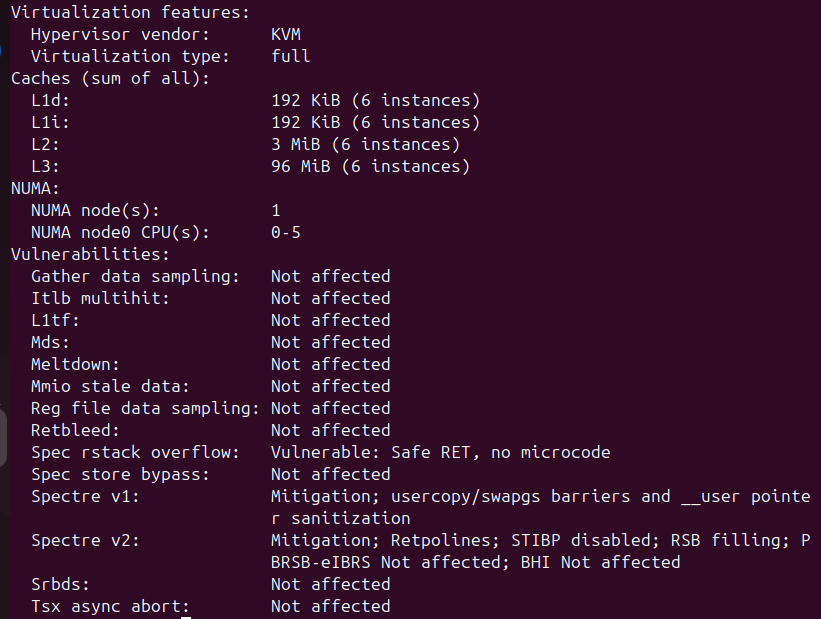 Virtualization features:
Hypervisor vendor: KVM
Virtualization type: full
Caches (sum of all):
L1d: 192 KiB (6 instances)
L1i: 192 KiB (6 instances)
L2: 3 MiB (6 instances)
L3: 96 MiB (6 instances)
NUMA:
NUMA node(s): 1
NUMA node0 CPU(s): 0-5
Vulnerabilities:
Gather data sampling: Not affected
Itlb multihit: Not affected
L1tf: Not affected
Mds: Not affected
Meltdown: Not affected
Mmio stale data: Not affected
Reg file data sampling: Not affected
Retbleed: Not affected
Spec rstack overflow: Vulnerable: Safe RET, no microcode
Spec store bypass: Not affected
Spectre v1: Mitigation; usercopy/swapgs barriers and __user pointe
r sanitization
Spectre v2: Mitigation; Retpolines; STIBP disabled; RSB filling; P
BRSB-eIBRS Not affected; BHI Not affected
Srbds: Not affected
Tsx async abort: Not affected